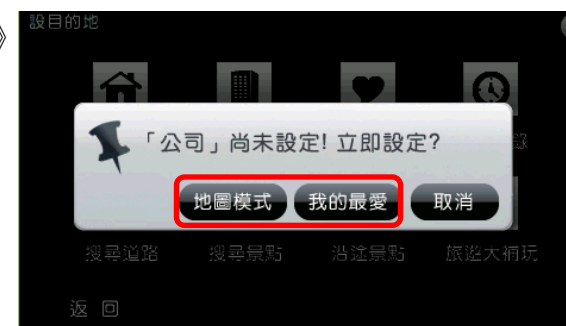 》
設目的地
「公司」尚未設定! 立即設定?
錄
地圖模式 我的最愛 取消
搜尋道路 搜尋景點 沿途景點 旅遊大補玩
返 回